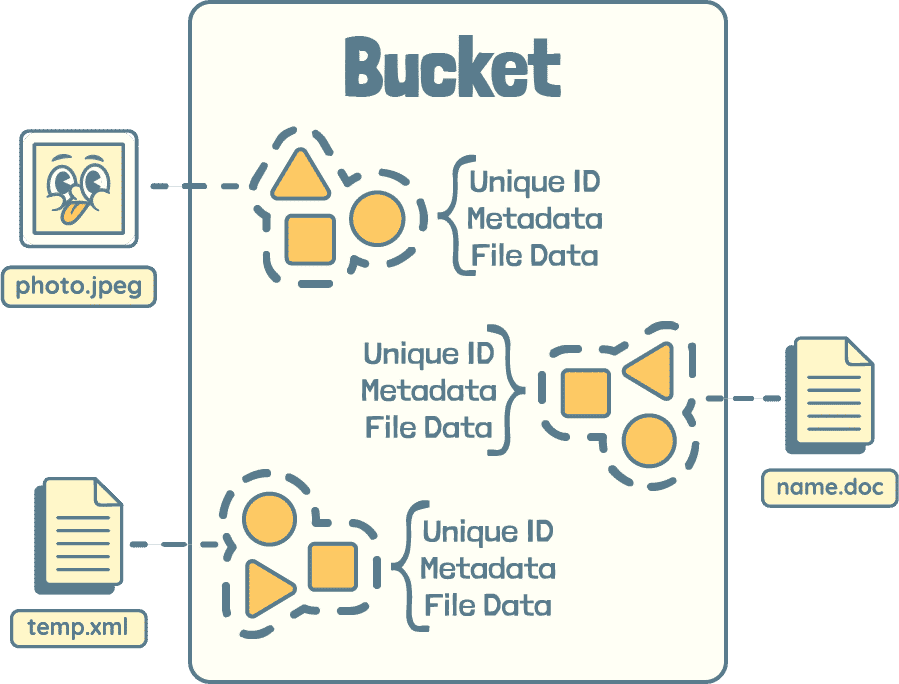 Bucket
Unique ID
Metadata
File Data
photo.jpeg
Unique ID
Metadata
File Data
name.doc
Unique ID
Metadata
File Data
temp.xml